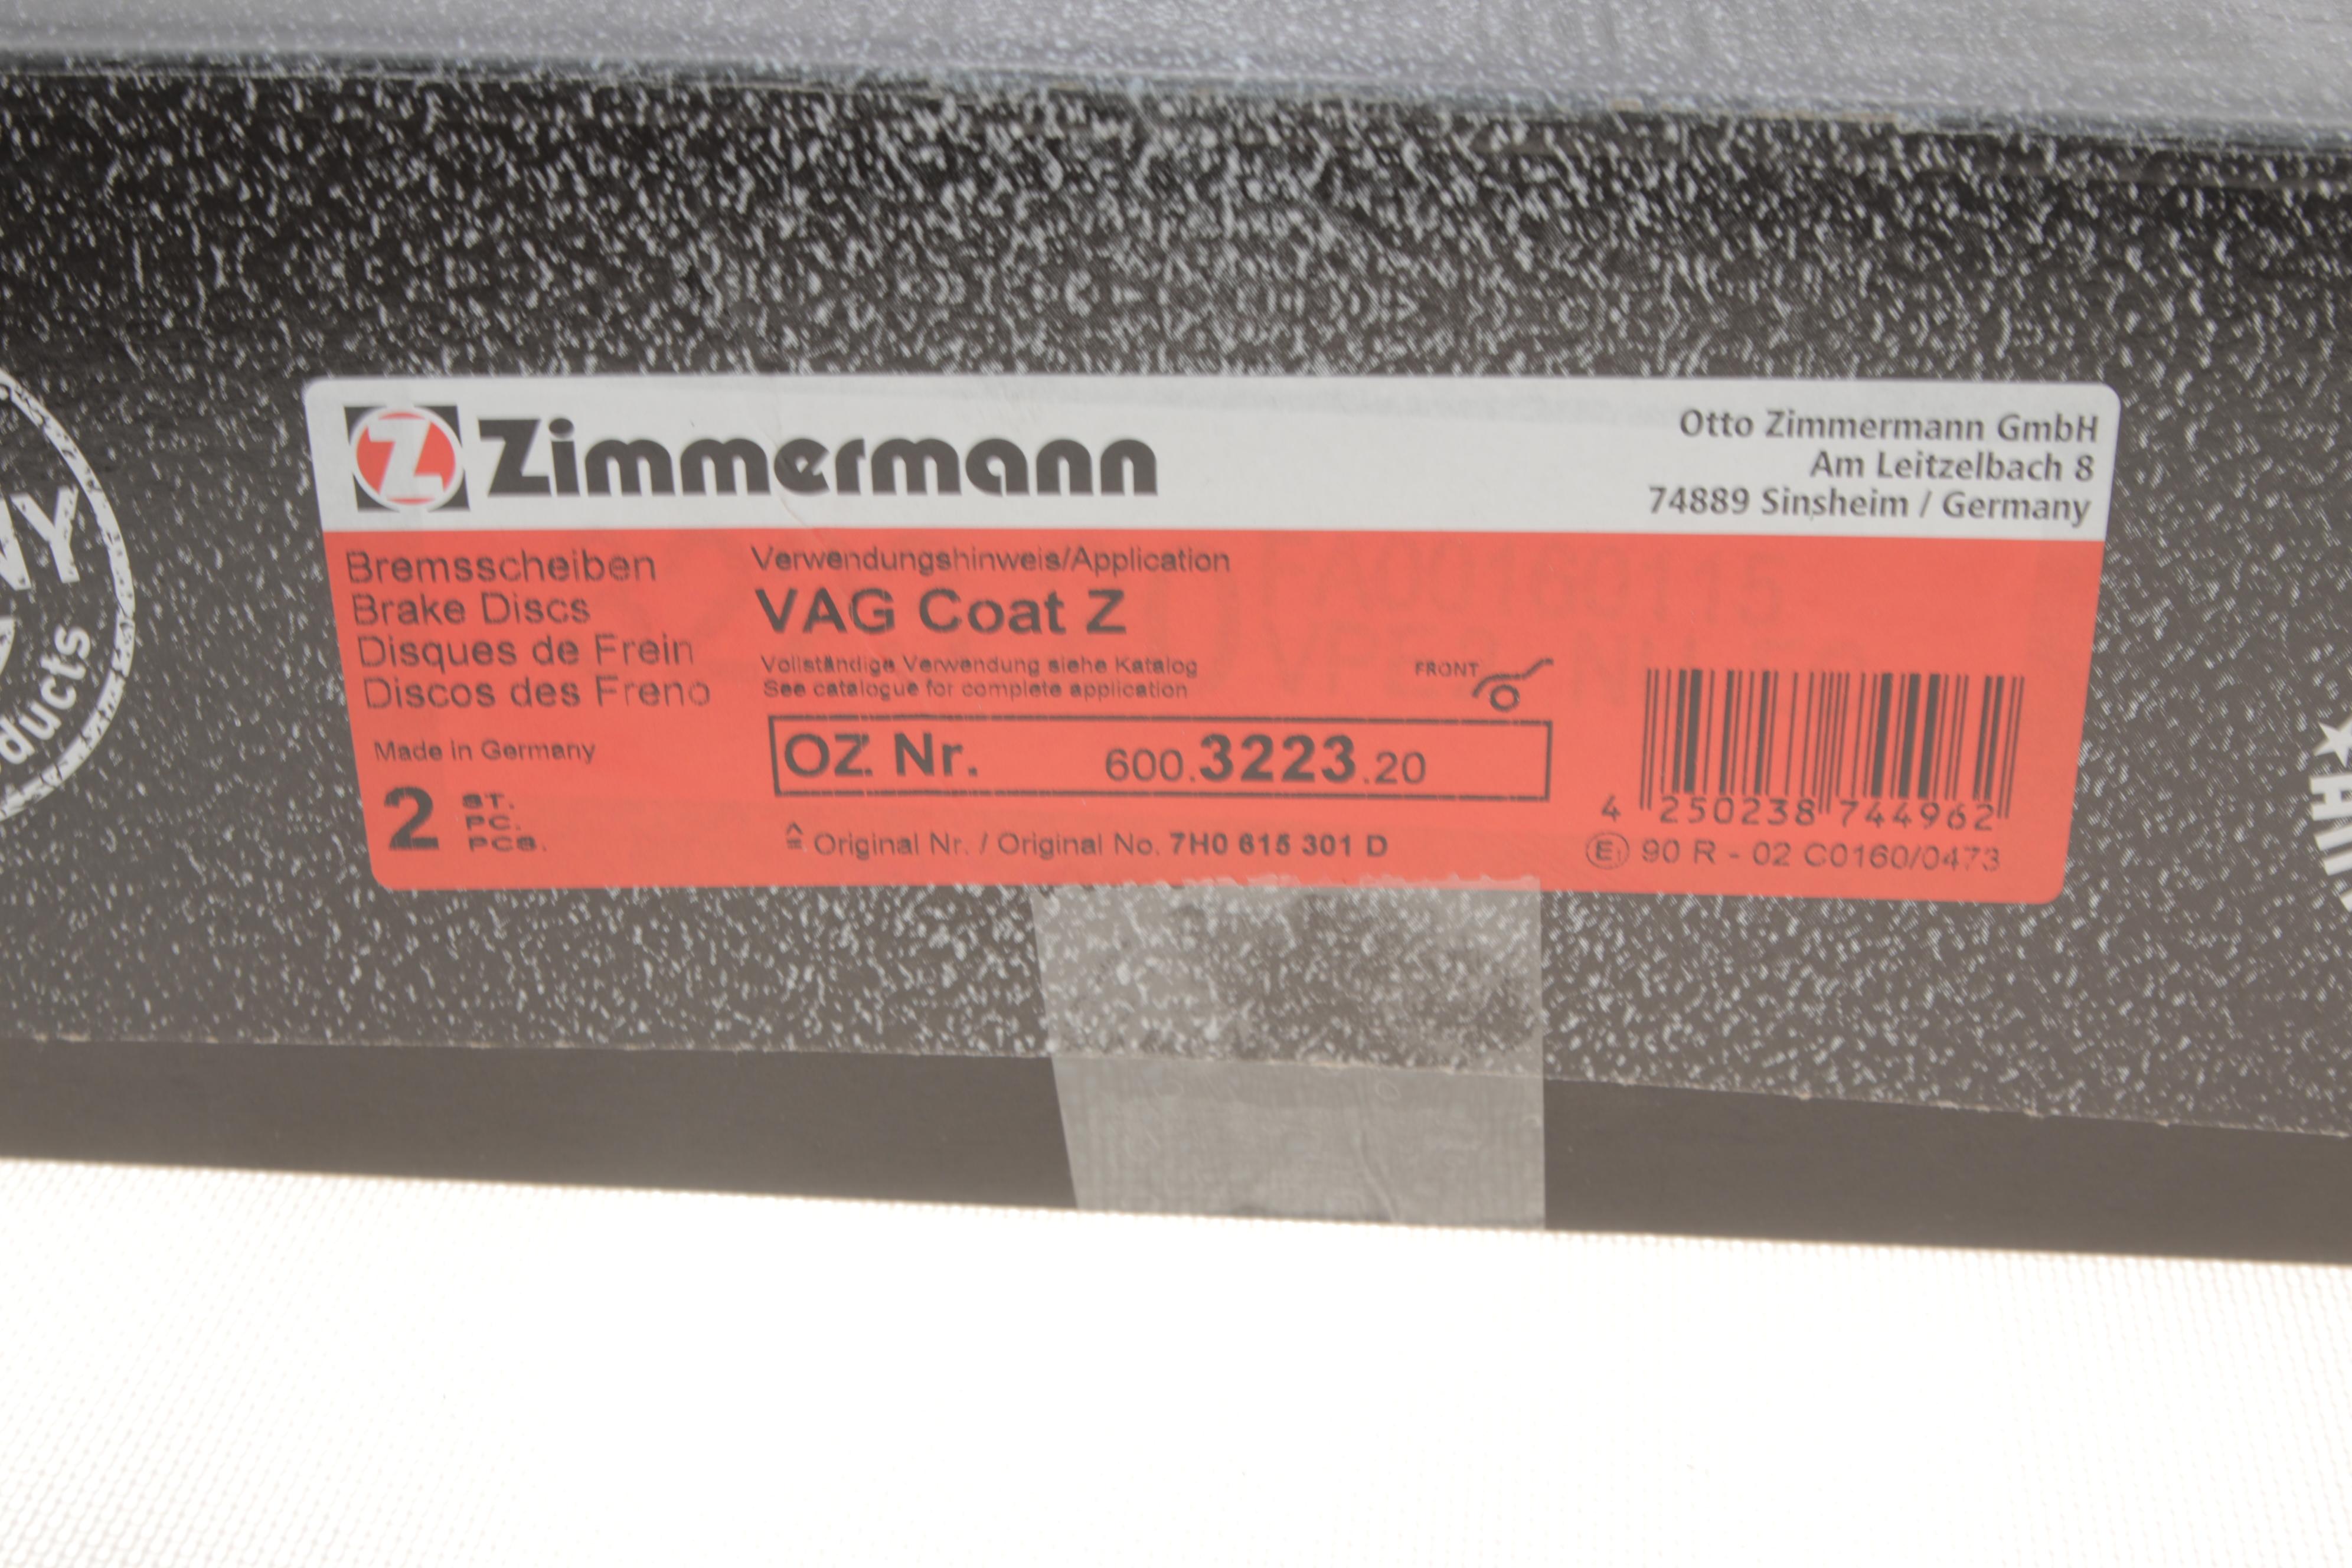 Zimmermann
Otto Zimmermann GmbH
Am Leitzelbach 8
74889 Sinsheim / Germany
Bremsscheiben
Brake Discs
Disques de Frein
Discos des Freno
Made in Germany
2 ST.
PC.
PCS.
Verwendungshinweis/Application
VAG Coat Z
Vollständige Verwendung siehe Katalog
See catalogue for complete application
FRONT
OZ Nr. 600.3223.20
≙ Original Nr. / Original No. 7H0 615 301 D
4 250238 744962
E1 90 R - 02 C0160/0473